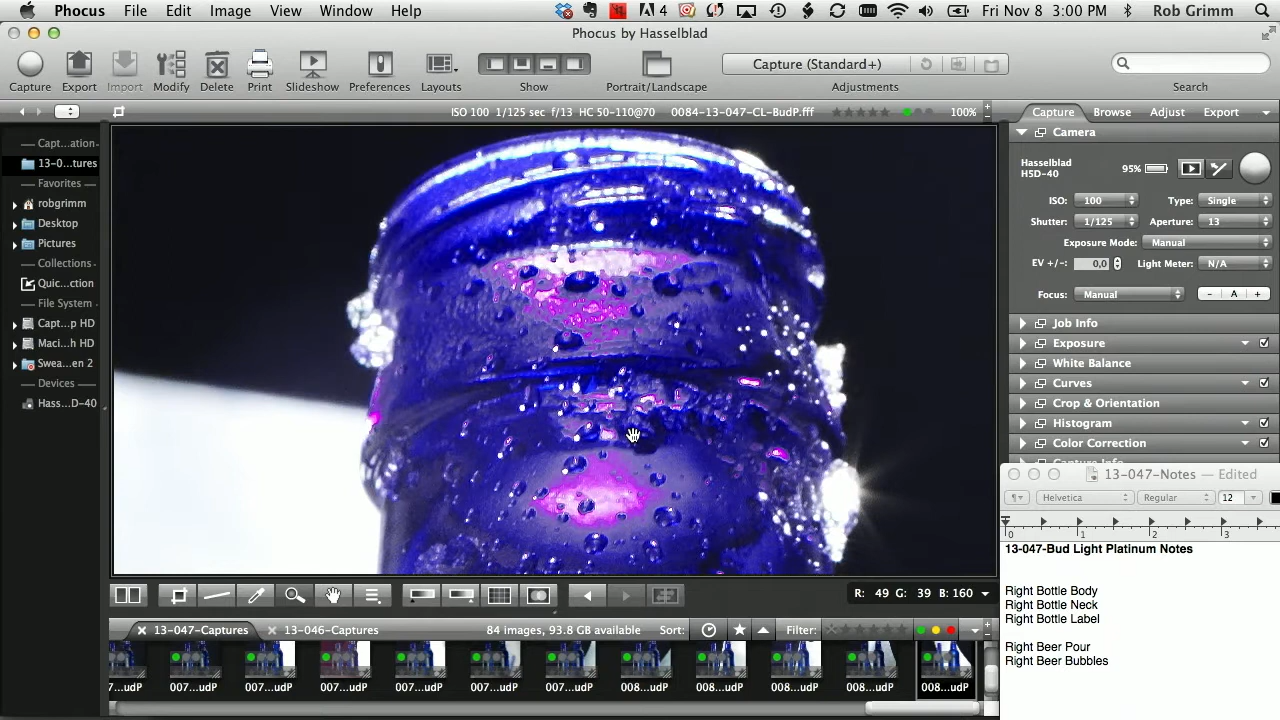 Phocus File Edit Image View Window Help 4 Fri Nov 8 3:00 PM Rob Grimm
Phocus by Hasselblad
Capture (Standard+)
Capture Export Import Modify Delete Print Slideshow Preferences Layouts Show Portrait/Landscape Adjustments Search
ISO 100 1/125 sec f/13 HC 50-110@70 0084-13-047-CL-BudP.fff 100% Capture Browse Adjust Export
Capt...ation
13-0...tures
Favorites
robgrimm
Desktop
Pictures
Collections
Quic...ction
File System
Capt...p HD
Maci...h HD
Swea...en 2
Devices
Hass...D-40
Camera
Hasselblad
H5D-40
95%
ISO: 100 Type: Single
Shutter: 1/125 Aperture: 13
Exposure Mode: Manual
EV +/-: 0,0 Light Meter: N/A
Focus: Manual - A +
Job Info
Exposure
White Balance
Curves
Crop & Orientation
Histogram
Color Correction
Capture Info
13-047-Notes — Edited
Helvetica Regular 12
0 1 2 3
13-047-Bud Light Platinum Notes
Right Bottle Body
Right Bottle Neck
Right Bottle Label
Right Beer Pour
Right Beer Bubbles
R: 49 G: 39 B: 160
13-047-Captures 13-046-Captures 84 images, 93.8 GB available Sort: Filter:
7...udP 007...udP 007...udP 007...udP 007...udP 007...udP 007...udP 008...udP 008...udP 008...udP 008...udP 008...udP